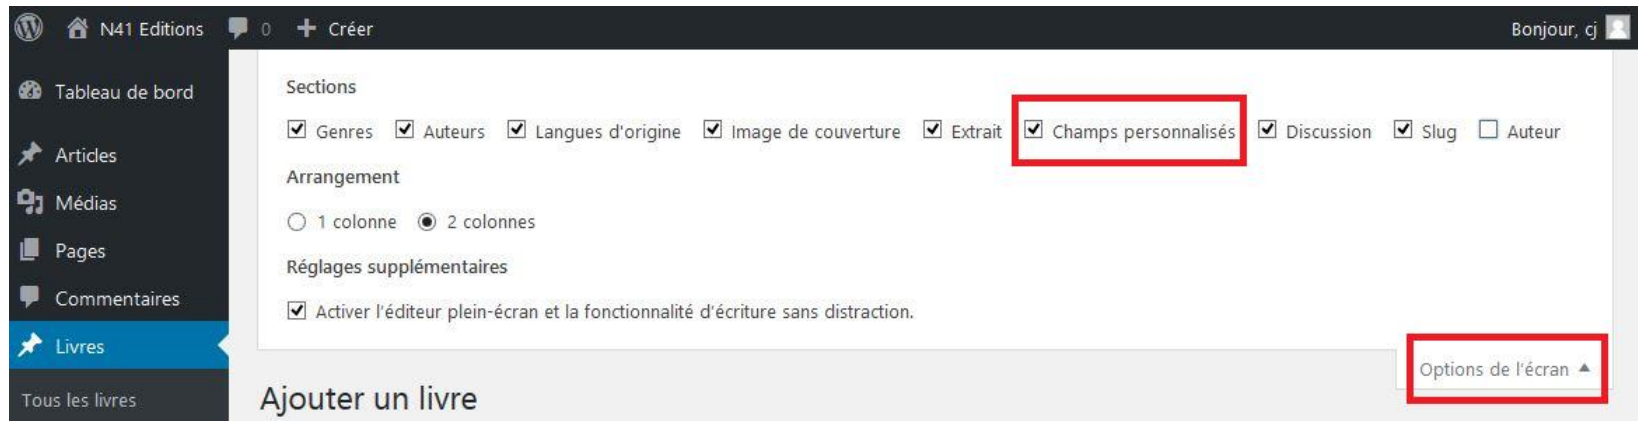 N41 Editions 0 Créer Bonjour, cj
Tableau de bord
Articles
Médias
Pages
Commentaires
Livres
Tous les livres
Sections
Genres Auteurs Langues d'origine Image de couverture Extrait Champs personnalisés Discussion Slug Auteur
Arrangement
1 colonne 2 colonnes
Réglages supplémentaires
Activer l'éditeur plein-écran et la fonctionnalité d'écriture sans distraction.
Options de l'écran
Ajouter un livre